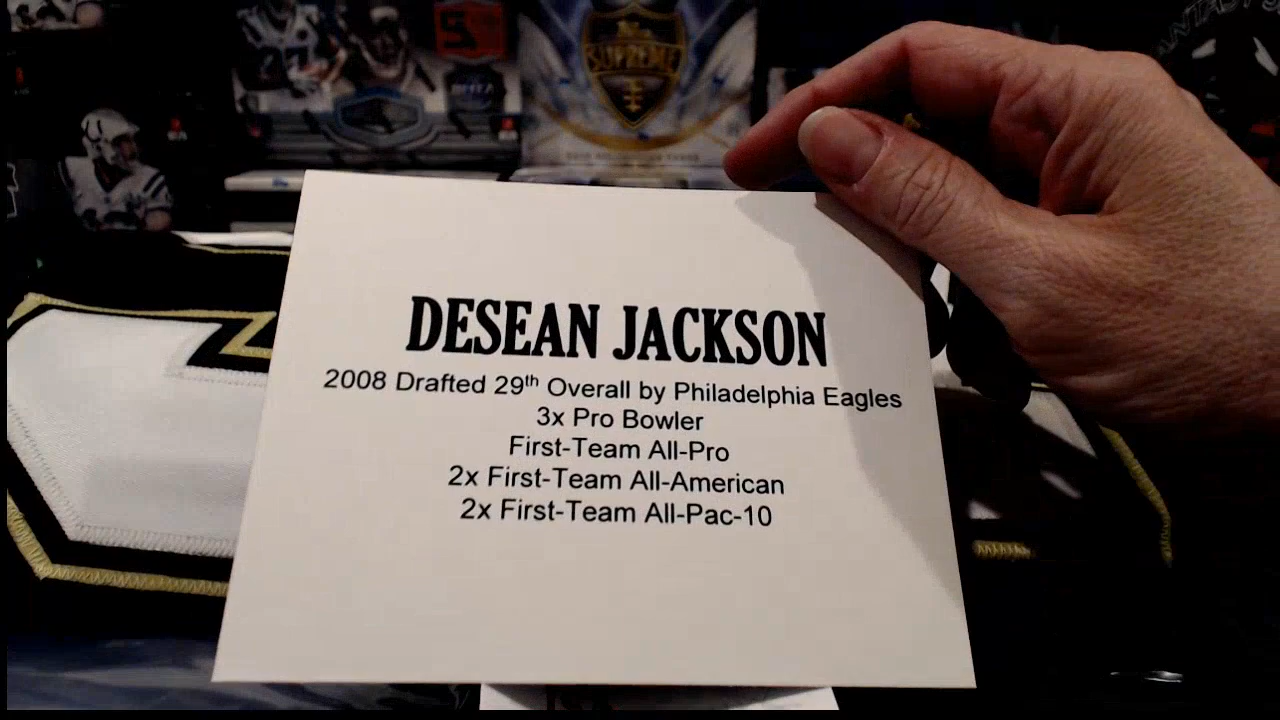 SUPREME
DESEAN JACKSON
2008 Drafted 29th Overall by Philadelphia Eagles
3x Pro Bowler
First-Team All-Pro
2x First-Team All-American
2x First-Team All-Pac-10